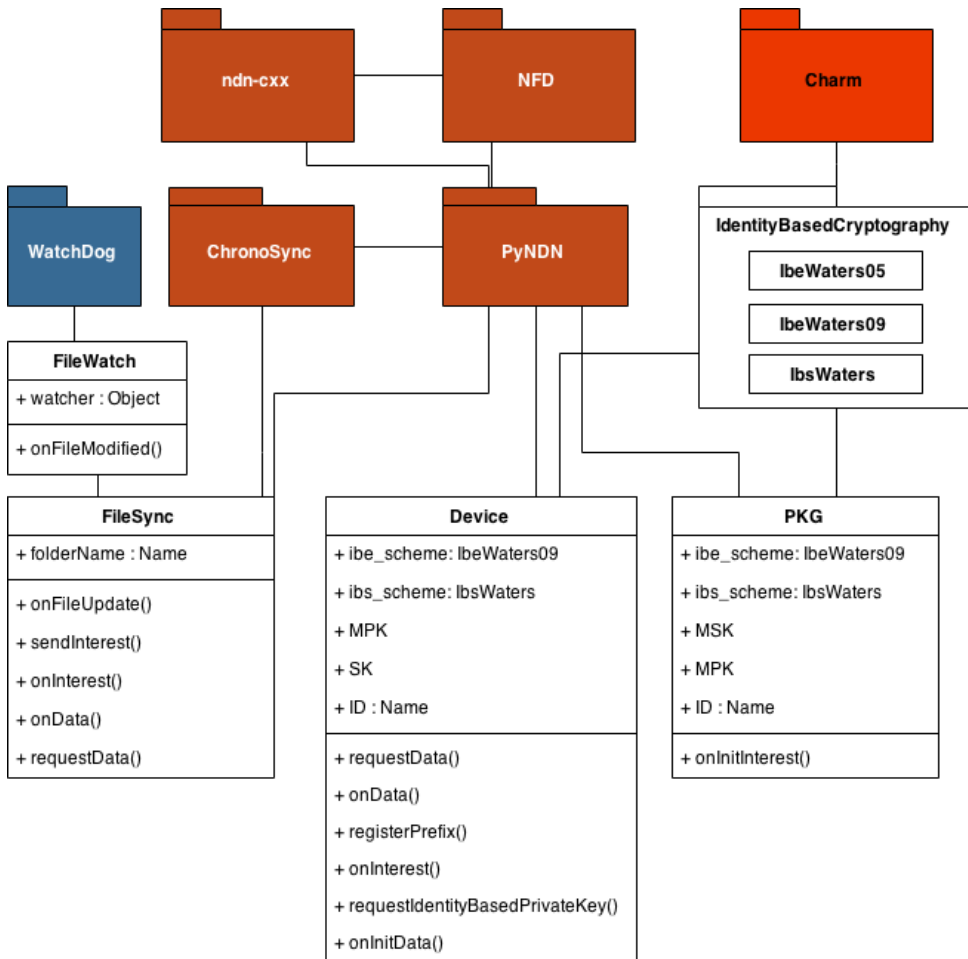 ndn-cxx
NFD
Charm
WatchDog
ChronoSync
PyNDN
IdentityBasedCryptography
IbeWaters05
IbeWaters09
IbsWaters
FileWatch
+ watcher : Object
+ onFileModified()
FileSync
+ folderName : Name
+ onFileUpdate()
+ sendInterest()
+ onInterest()
+ onData()
+ requestData()
Device
+ ibe_scheme: IbeWaters09
+ ibs_scheme: IbsWaters
+ MPK
+ SK
+ ID : Name
+ requestData()
+ onData()
+ registerPrefix()
+ onInterest()
+ requestIdentityBasedPrivateKey()
+ onInitData()
PKG
+ ibe_scheme: IbeWaters09
+ ibs_scheme: IbsWaters
+ MSK
+ MPK
+ ID : Name
+ onInitInterest()